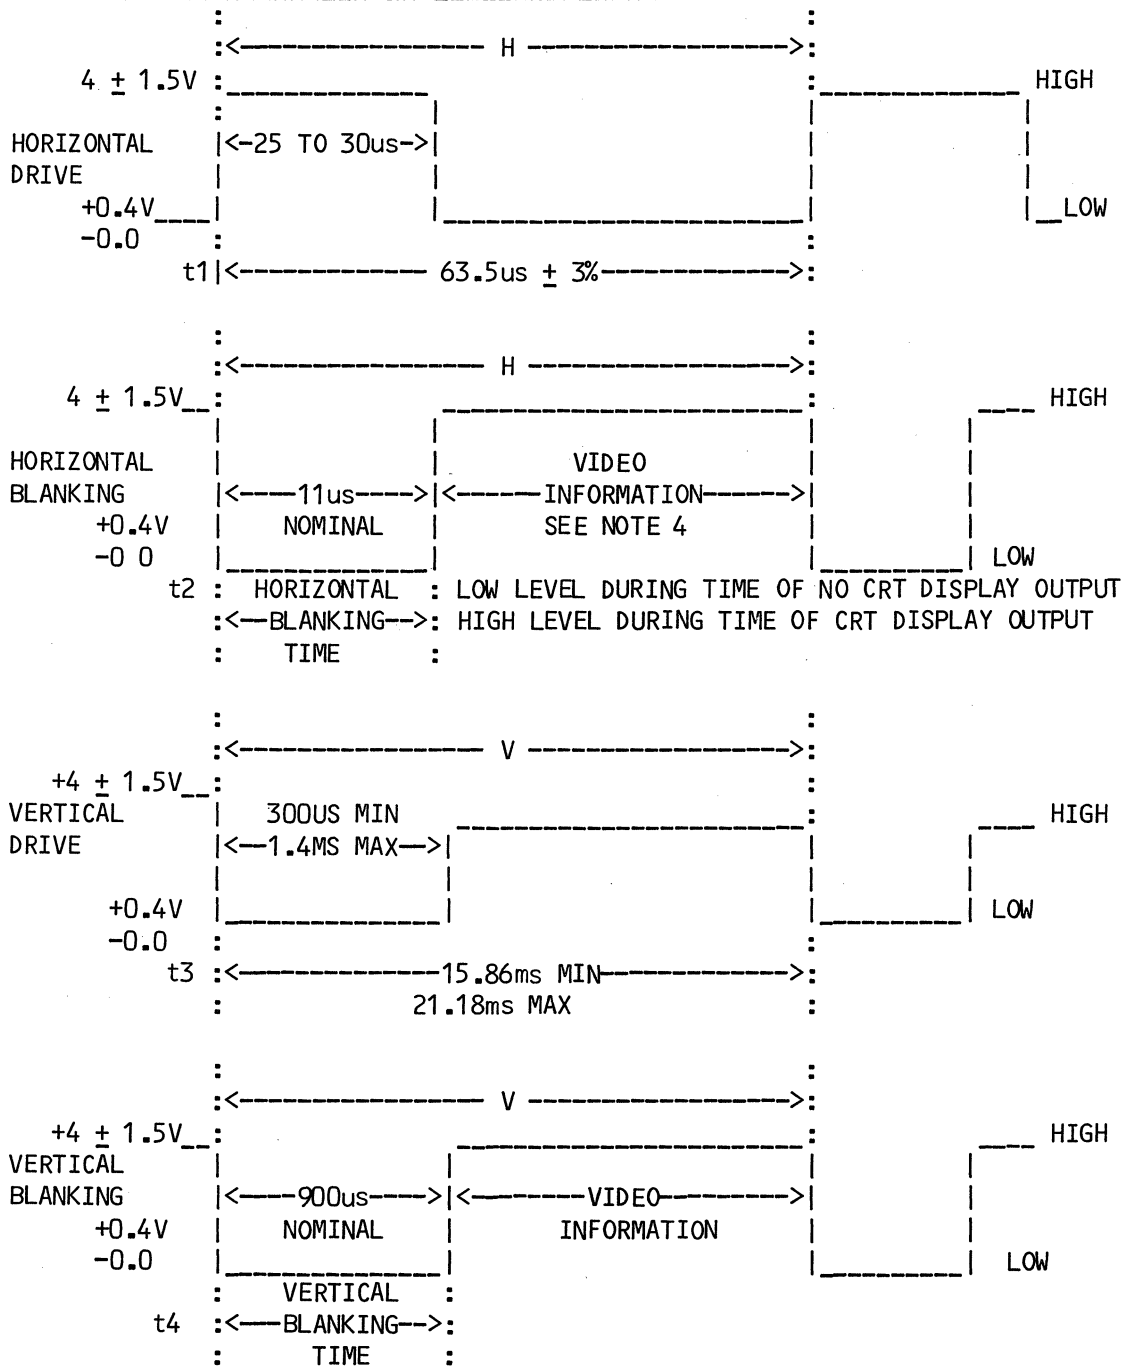 H
4 ± 1.5V HIGH
HORIZONTAL <-25 TO 30us->
DRIVE
+0.4V LOW
-0.0
t1 <------------- 63.5us ± 3%------------->
H
4 ± 1.5V HIGH
HORIZONTAL VIDEO
BLANKING <----11us----> <------INFORMATION------>
+0.4V NOMINAL SEE NOTE 4
-0 0 LOW
t2 : HORIZONTAL : LOW LEVEL DURING TIME OF NO CRT DISPLAY OUTPUT
:<--BLANKING-->: HIGH LEVEL DURING TIME OF CRT DISPLAY OUTPUT
: TIME :
V
+4 ± 1.5V
VERTICAL 300US MIN HIGH
DRIVE <--1.4MS MAX-->
+0.4V LOW
-0.0
t3 :<-------------15.86ms MIN------------->:
21.18ms MAX
V
+4 ± 1.5V HIGH
VERTICAL
BLANKING <----900us----> <-------VIDEO------->
+0.4V NOMINAL INFORMATION
-0.0 LOW
: VERTICAL :
t4 :<---BLANKING-->:
: TIME :